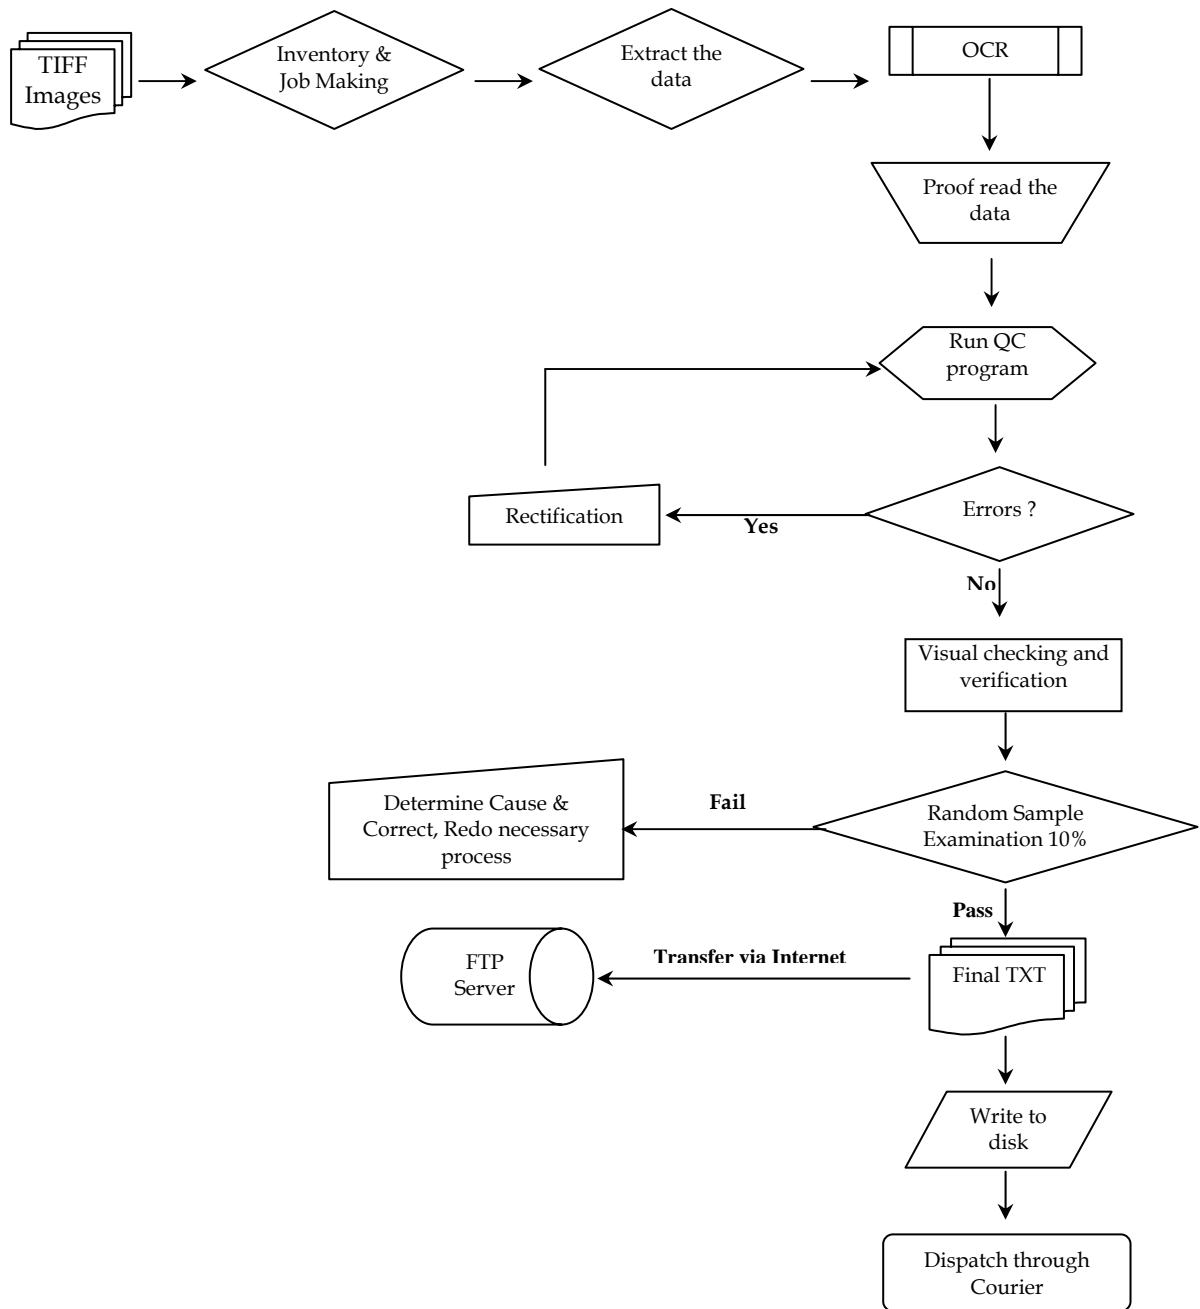 TIFF
Images
Inventory &
Job Making
Extract the
data
OCR
Proof read the
data
Run QC
program
Errors ?
Yes
Rectification
No
Visual checking and
verification
Random Sample
Examination 10%
Fail
Determine Cause &
Correct, Redo necessary
process
Pass
Final TXT
Transfer via Internet
FTP
Server
Write to
disk
Dispatch through
Courier